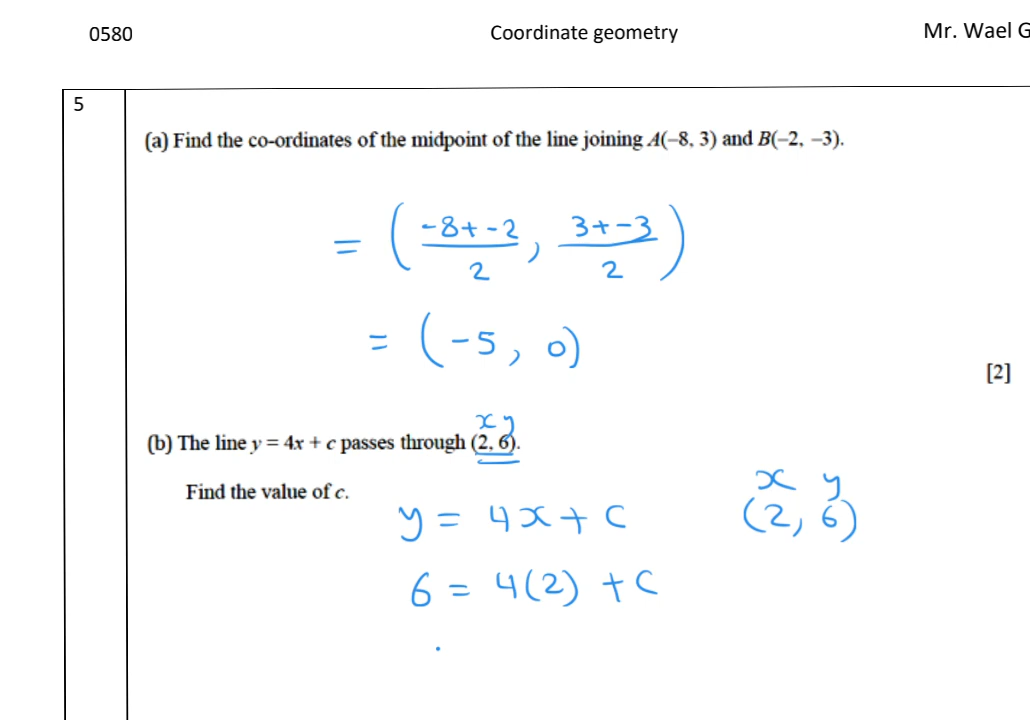 0580 Coordinate geometry Mr. Wael G
5
(a) Find the co-ordinates of the midpoint of the line joining A(−8, 3) and B(−2, −3).
= ( -8+-2 / 2 , 3+-3 / 2 )
= (-5, 0)
[2]
x y
(b) The line y = 4x + c passes through (2, 6).
Find the value of c.
x y
y = 4x + c (2, 6)
6 = 4(2) + c